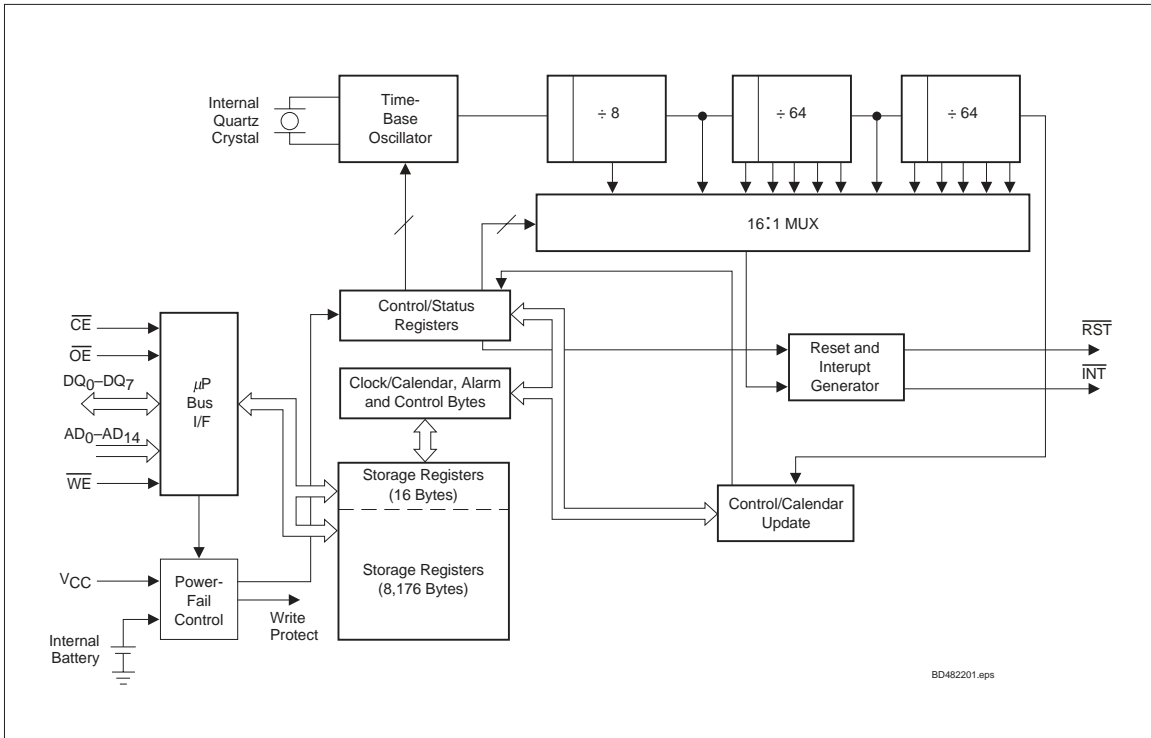 Internal
Quartz
Crystal
Time-
Base
Oscillator
÷ 8
÷ 64
÷ 64
16:1 MUX
Control/Status
Registers
CE
OE
DQ0–DQ7
AD0–AD14
WE
µP
Bus
I/F
Clock/Calendar, Alarm
and Control Bytes
Reset and
Interupt
Generator
RST
INT
Storage Registers
(16 Bytes)
Storage Registers
(8,176 Bytes)
Control/Calendar
Update
VCC
Power-
Fail
Control
Write
Protect
Internal
Battery
BD482201.eps